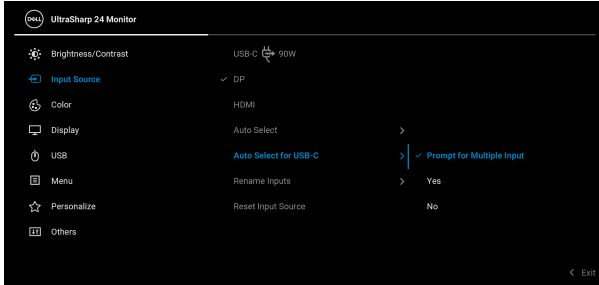 DELL UltraSharp 24 Monitor
Brightness/Contrast USB-C 90W
Input Source DP
Color HDMI
Display Auto Select
USB Auto Select for USB-C Prompt for Multiple Input
Menu Rename Inputs Yes
Personalize Reset Input Source No
Others
Exit